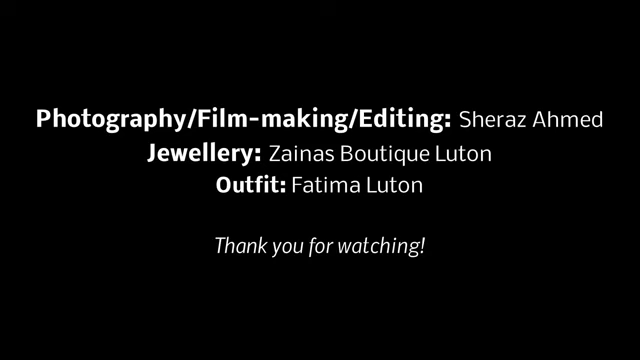 Photography/Film-making/Editing: Sheraz Ahmed
Jewellery: Zainas Boutique Luton
Outfit: Fatima Luton
Thank you for watching!